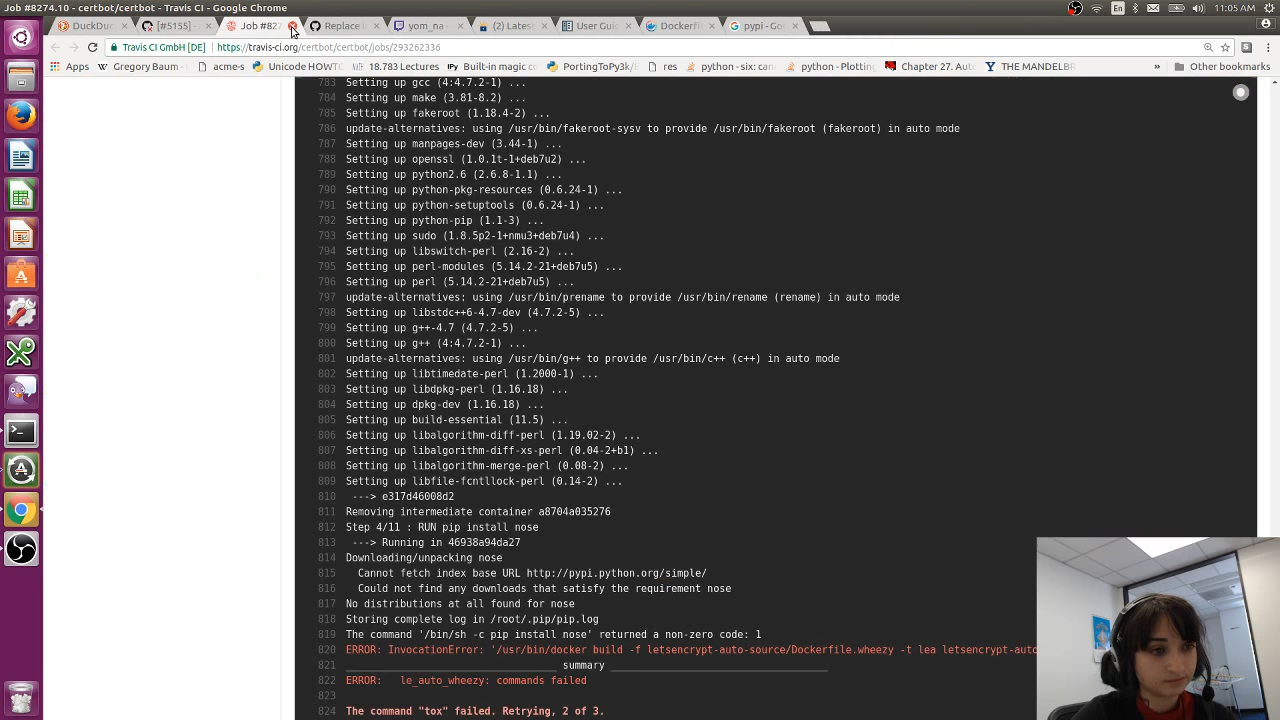 Job #8274.10 - certbot/certbot - Travis CI - Google Chrome
11:05 AM
DuckDuc
[#5155]
Job #827
Replace
yom_na
() Latest
User Guid
Dockerfil
pypi - Go
Travis CI GmbH [DE]
https://travis-ci.org/certbot/certbot/jobs/293262336
Apps
Gregory Baum - t
acme-s
Unicode HOWTO
18.783 Lectures
Built-in magic co
PortingToPy3k/
res
python - six: can
python - Plotting
Chapter 27. Aut
THE MANDELBR
»
Other bookmarks
783 Setting up gcc (4:4.7.2-1) ...
784 Setting up make (3.81-8.2) ...
785 Setting up fakeroot (1.18.4-2) ...
786 update-alternatives: using /usr/bin/fakeroot-sysv to provide /usr/bin/fakeroot (fakeroot) in auto mode
787 Setting up manpages-dev (3.44-1) ...
788 Setting up openssl (1.0.1t-1+deb7u2) ...
789 Setting up python2.6 (2.6.8-1.1) ...
790 Setting up python-pkg-resources (0.6.24-1) ...
791 Setting up python-setuptools (0.6.24-1) ...
792 Setting up python-pip (1.1-3) ...
793 Setting up sudo (1.8.5p2-1+nmu3+deb7u4) ...
794 Setting up libswitch-perl (2.16-2) ...
795 Setting up perl-modules (5.14.2-21+deb7u5) ...
796 Setting up perl (5.14.2-21+deb7u5) ...
797 update-alternatives: using /usr/bin/prename to provide /usr/bin/rename (rename) in auto mode
798 Setting up libstdc++6-4.7-dev (4.7.2-5) ...
799 Setting up g++-4.7 (4.7.2-5) ...
800 Setting up g++ (4:4.7.2-1) ...
801 update-alternatives: using /usr/bin/g++ to provide /usr/bin/c++ (c++) in auto mode
802 Setting up libtimedate-perl (1.2000-1) ...
803 Setting up libdpkg-perl (1.16.18) ...
804 Setting up dpkg-dev (1.16.18) ...
805 Setting up build-essential (11.5) ...
806 Setting up libalgorithm-diff-perl (1.19.02-2) ...
807 Setting up libalgorithm-diff-xs-perl (0.04-2+b1) ...
808 Setting up libalgorithm-merge-perl (0.08-2) ...
809 Setting up libfile-fcntllock-perl (0.14-2) ...
810 ---> e317d46008d2
811 Removing intermediate container a8704a035276
812 Step 4/11 : RUN pip install nose
813 ---> Running in 46938a94da27
814 Downloading/unpacking nose
815 Cannot fetch index base URL http://pypi.python.org/simple/
816 Could not find any downloads that satisfy the requirement nose
817 No distributions at all found for nose
818 Storing complete log in /root/.pip/pip.log
819 The command '/bin/sh -c pip install nose' returned a non-zero code: 1
820 ERROR: InvocationError: '/usr/bin/docker build -f letsencrypt-auto-source/Dockerfile.wheezy -t lea letsencrypt-auto
821 __________ summary __________
822 ERROR: le_auto_wheezy: commands failed
823
824 The command "tox" failed. Retrying, 2 of 3.